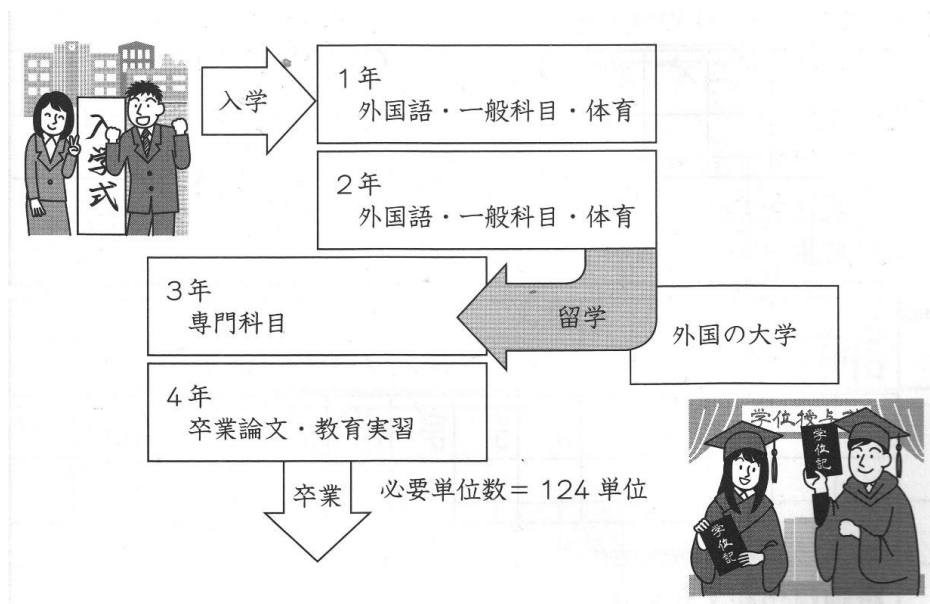 入学式
入学
1年
外国語・一般科目・体育
2年
外国語・一般科目・体育
3年
専門科目
留学
外国の大学
4年
卒業論文・教育実習
卒業
必要単位数＝124単位
学位授与
学位記
学位記